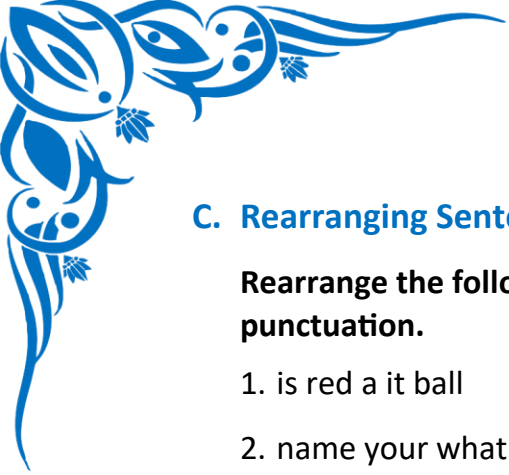 C. Rearranging Sent
Rearrange the follo
punctuation.
1. is red a it ball
2. name your what